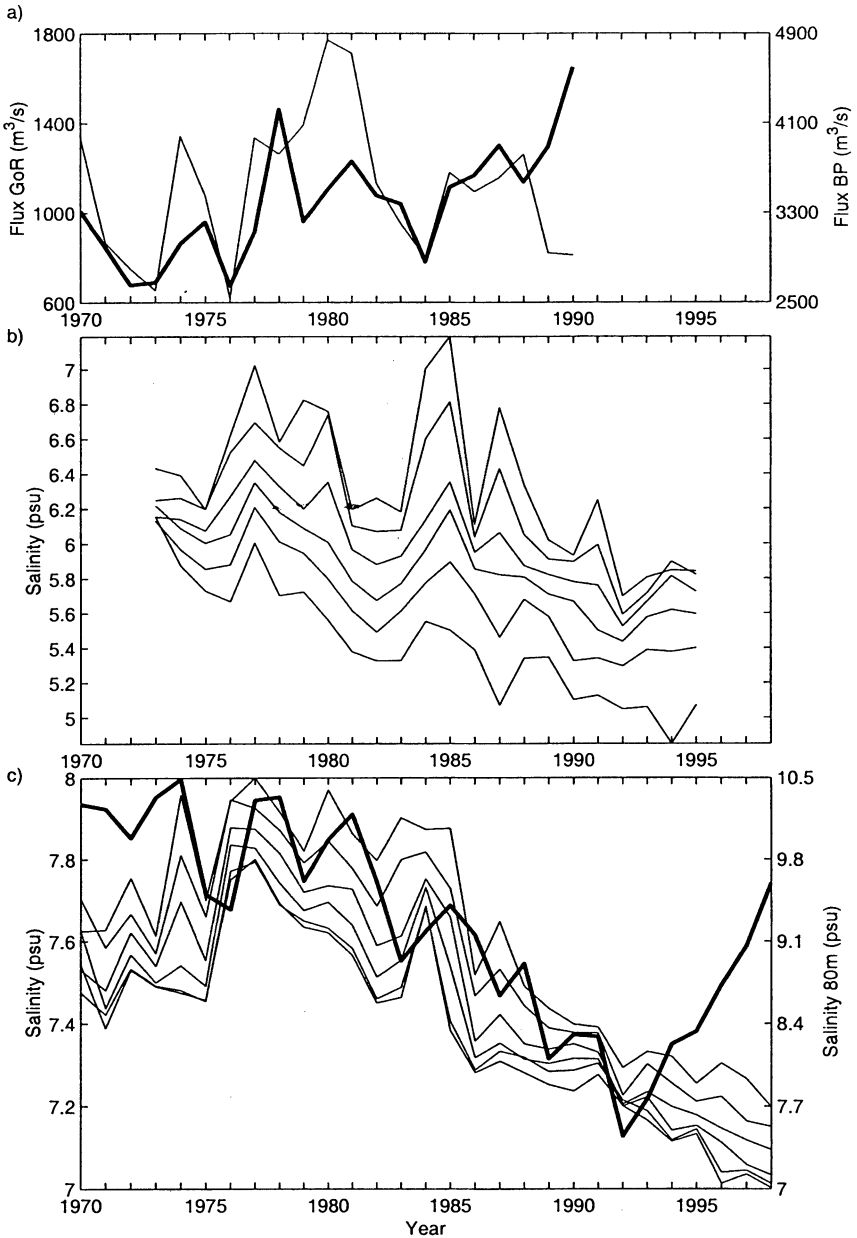 a)
1800
1400
1000
600
Flux GoR (m³/s)
4900
4100
3300
2500
Flux BP (m³/s)
1970 1975 1980 1985 1990 1995
b)
7
6.8
6.6
6.4
6.2
6
5.8
5.6
5.4
5.2
5
Salinity (psu)
1970 1975 1980 1985 1990 1995
c)
8
7.8
7.6
7.4
7.2
7
Salinity (psu)
10.5
9.8
9.1
8.4
7.7
7
Salinity 80m (psu)
1970 1975 1980 1985 1990 1995
Year